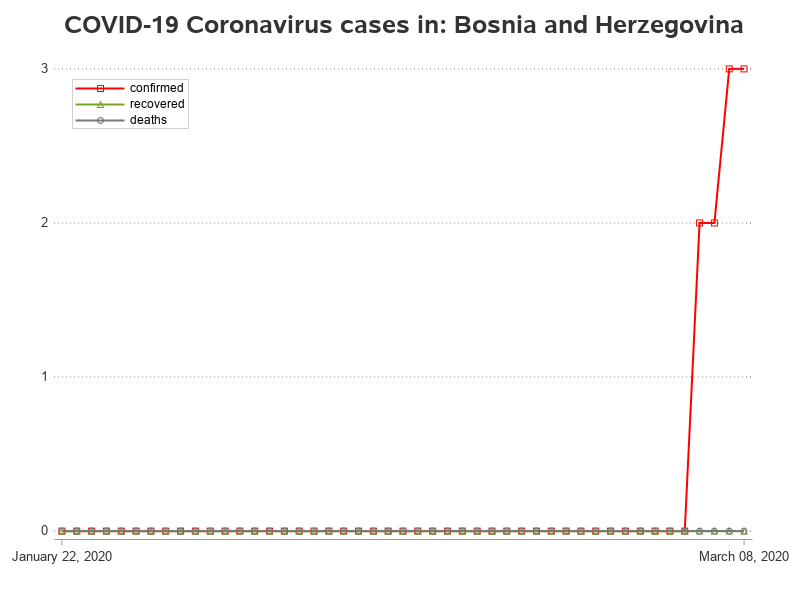 COVID-19 Coronavirus cases in: Bosnia and Herzegovina
3
confirmed
recovered
deaths
2
1
0
January 22, 2020
March 08, 2020